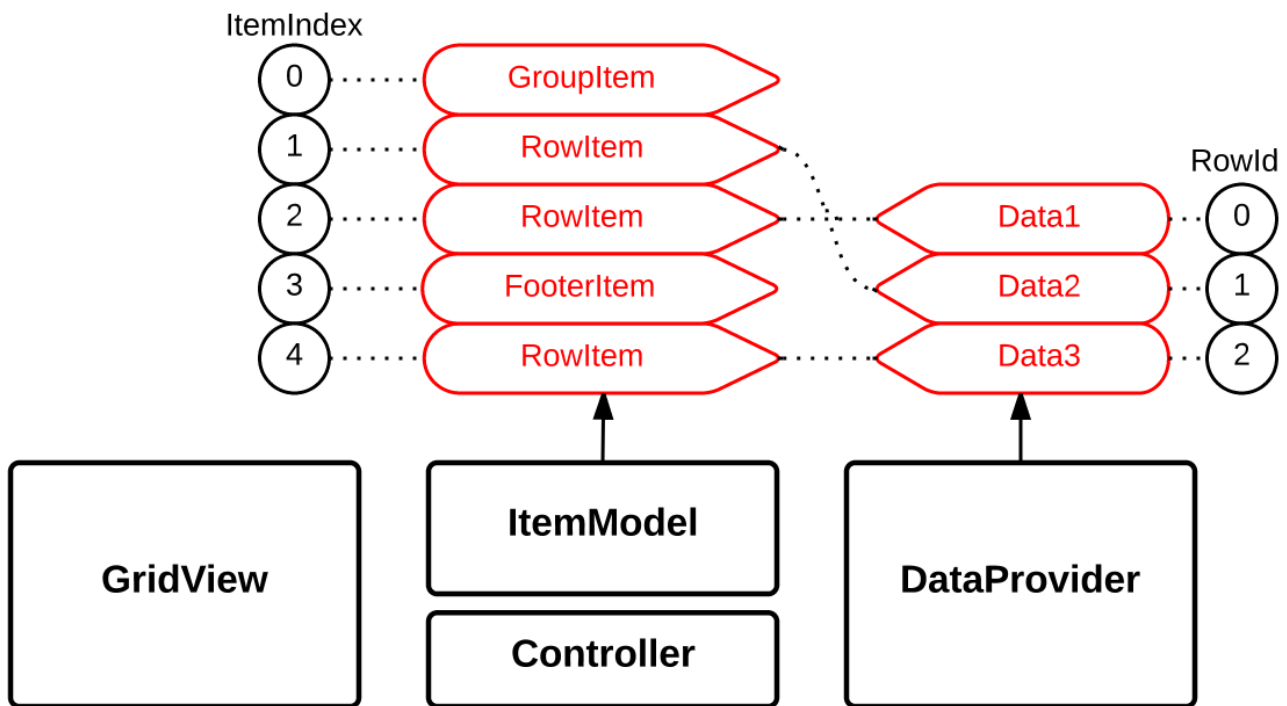 ItemIndex
0 GroupItem
1 RowItem
RowId
2 RowItem Data1 0
3 FooterItem Data2 1
4 RowItem Data3 2
ItemModel
GridView DataProvider
Controller